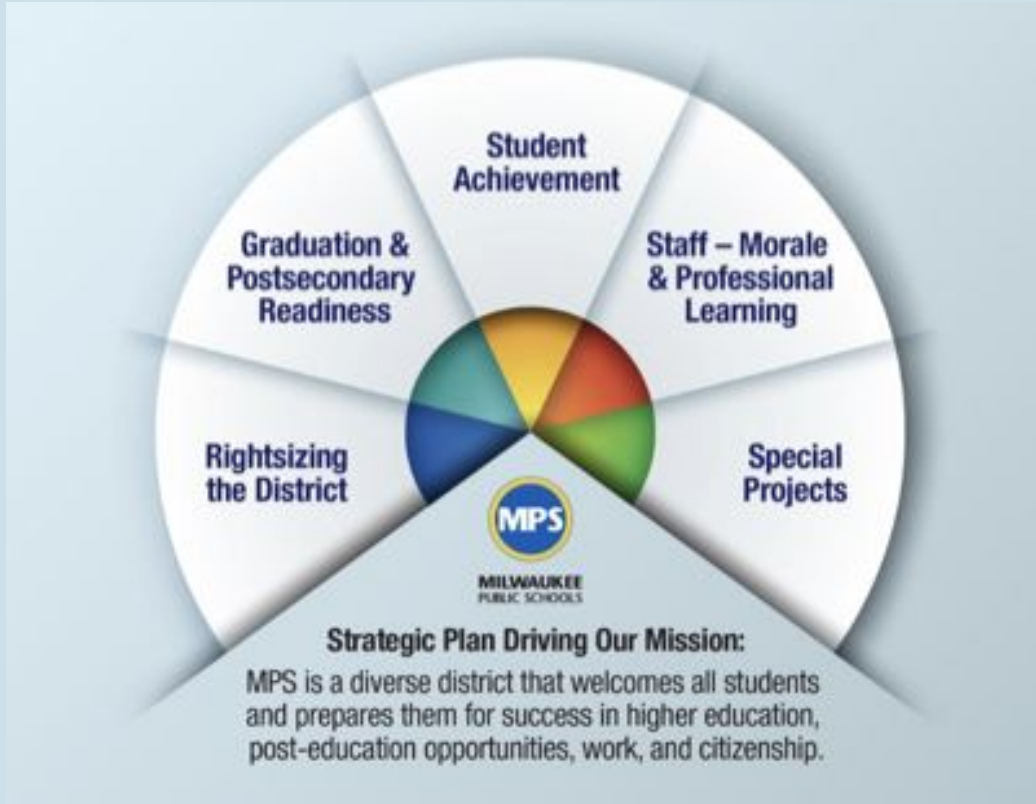 Student
Achievement
Graduation &
Postsecondary
Readiness
Staff – Morale
& Professional
Learning
Rightsizing
the District
Special
Projects
MPS
MILWAUKEE
PUBLIC SCHOOLS
Strategic Plan Driving Our Mission:
MPS is a diverse district that welcomes all students
and prepares them for success in higher education,
post-education opportunities, work, and citizenship.